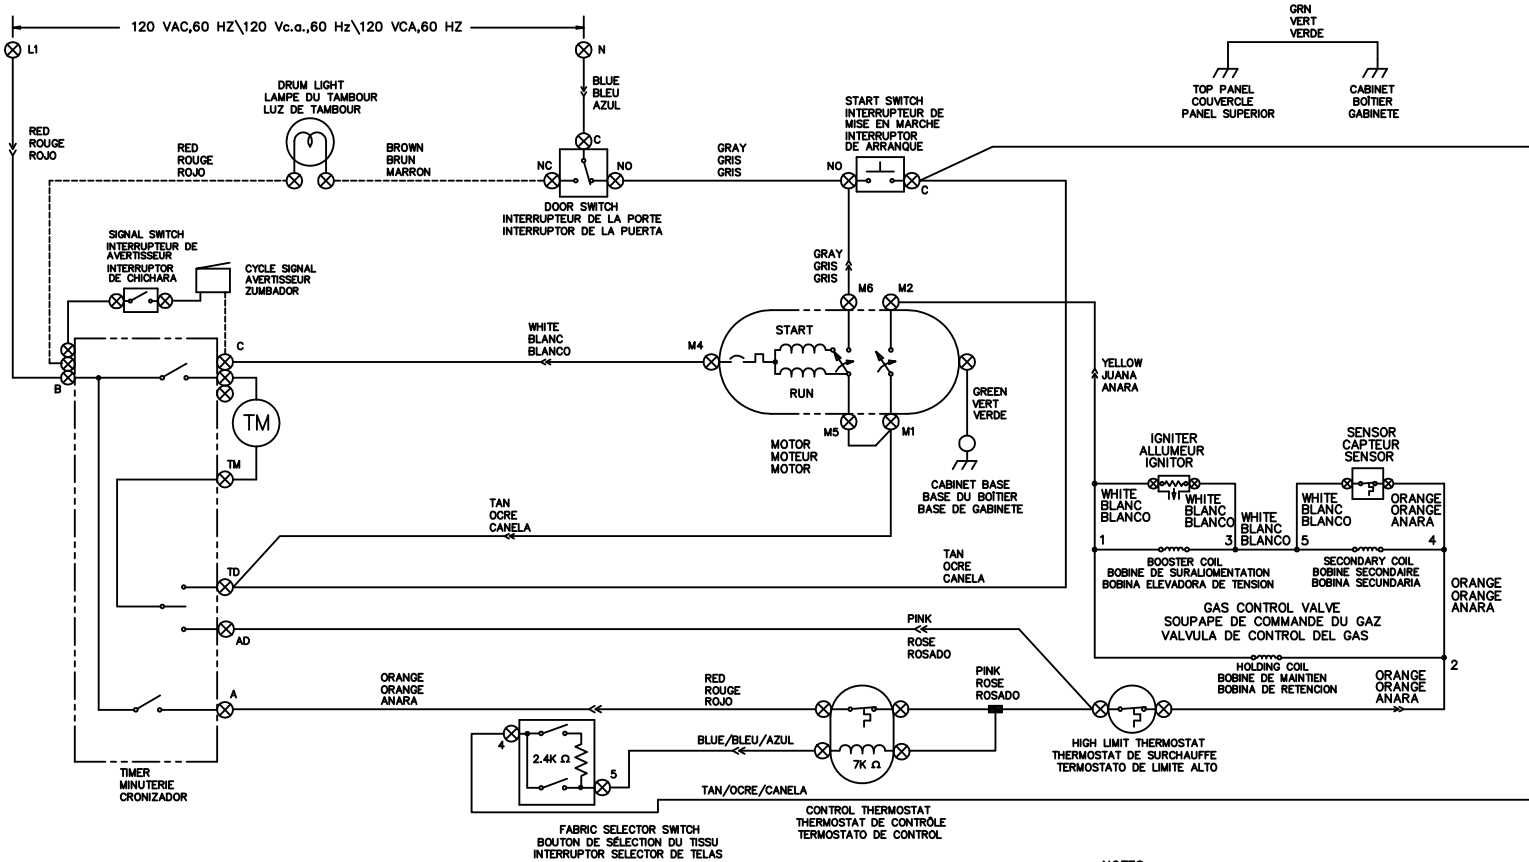 120 VAC,60 HZ\120 Vc.a.,60 Hz\120 VCA,60 HZ
GRN
VERT
VERDE
L1
N
TOP PANEL
COUVERCLE
PANEL SUPERIOR
CABINET
BOÎTIER
GABINETE
RED
ROUGE
ROJO
DRUM LIGHT
LAMPE DU TAMBOUR
LUZ DE TAMBOUR
BLUE
BLEU
AZUL
START SWITCH
INTERRUPTEUR DE
MISE EN MARCHE
INTERRUPTOR
DE ARRANQUE
RED
ROUGE
ROJO
BROWN
BRUN
MARRON
C
NC
NO
GRAY
GRIS
GRIS
NO
C
DOOR SWITCH
INTERRUPTEUR DE LA PORTE
INTERRUPTOR DE LA PUERTA
SIGNAL SWITCH
INTERRUPTEUR DE
AVERTISSEUR
INTERRUPTOR
DE CHICHARA
CYCLE SIGNAL
AVERTISSEUR
ZUMBADOR
GRAY
GRIS
GRIS
M6
M2
START
RUN
M4
M5
M1
WHITE
BLANC
BLANCO
C
B
TM
TM
GREEN
VERT
VERDE
MOTOR
MOTEUR
MOTOR
CABINET BASE
BASE DU BOÎTIER
BASE DE GABINETE
YELLOW
JUANA
ANARA
IGNITER
ALLUMEUR
IGNITOR
SENSOR
CAPTEUR
SENSOR
WHITE
BLANC
BLANCO
WHITE
BLANC
BLANCO
WHITE
BLANC
BLANCO
WHITE
BLANC
BLANCO
ORANGE
ORANGE
ANARA
1
3
5
4
BOOSTER COIL
BOBINE DE SURALIOMENTATION
BOBINA ELEVADORA DE TENSION
SECONDARY COIL
BOBINE SECONDAIRE
BOBINA SECUNDARIA
ORANGE
ORANGE
ANARA
GAS CONTROL VALVE
SOUPAPE DE COMMANDE DU GAZ
VALVULA DE CONTROL DEL GAS
2
HOLDING COIL
BOBINE DE MAINTIEN
BOBINA DE RETENCION
ORANGE
ORANGE
ANARA
TAN
OCRE
CANELA
TAN
OCRE
CANELA
TD
AD
PINK
ROSE
ROSADO
A
ORANGE
ORANGE
ANARA
RED
ROUGE
ROJO
PINK
ROSE
ROSADO
HIGH LIMIT THERMOSTAT
THERMOSTAT DE SURCHAUFFE
TERMOSTATO DE LIMITE ALTO
4
2.4K Ω
5
BLUE/BLEU/AZUL
7K Ω
TAN/OCRE/CANELA
TIMER
MINUTERIE
CRONIZADOR
CONTROL THERMOSTAT
THERMOSTAT DE CONTRÔLE
TERMOSTATO DE CONTROL
FABRIC SELECTOR SWITCH
BOUTON DE SÉLECTION DU TISSU
INTERRUPTOR SELECTOR DE TELAS